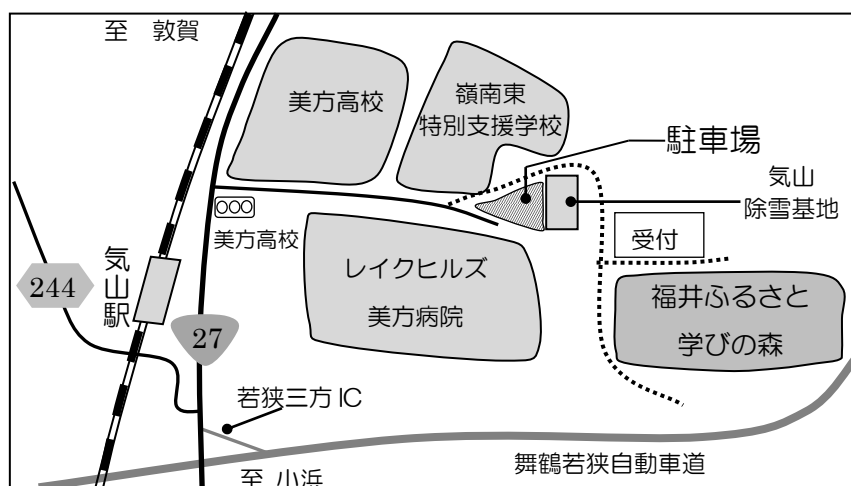 至 敦賀
美方高校
嶺南東
特別支援学校
駐車場
気山
除雪基地
美方高校
受付
244
気山駅
レイクヒルズ
美方病院
福井ふるさと
学びの森
27
若狭三方IC
舞鶴若狭自動車道
至 小浜